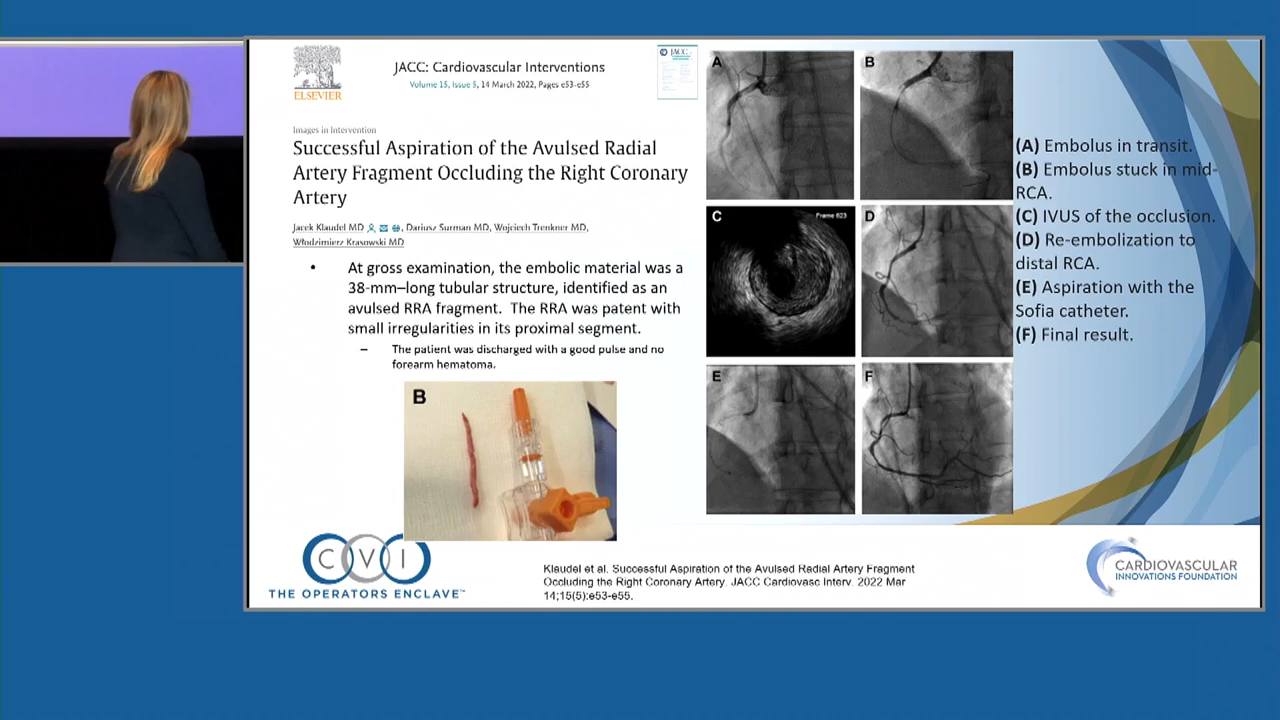 ELSEVIER
JACC: Cardiovascular Interventions
Volume 15, Issue 5, 14 March 2022, Pages e53-e55
JACC
Images in Intervention
Successful Aspiration of the Avulsed Radial
Artery Fragment Occluding the Right Coronary
Artery
Jacek Klaudel MD, Dariusz Surman MD, Wojciech Trenkner MD,
Włodzimierz Krasowski MD
• At gross examination, the embolic material was a
38-mm–long tubular structure, identified as an
avulsed RRA fragment. The RRA was patent with
small irregularities in its proximal segment.
– The patient was discharged with a good pulse and no
forearm hematoma.
B
A
B
C
Frame 623
D
E
F
(A) Embolus in transit.
(B) Embolus stuck in mid-
RCA.
(C) IVUS of the occlusion.
(D) Re-embolization to
distal RCA.
(E) Aspiration with the
Sofia catheter.
(F) Final result.
CVI
THE OPERATORS ENCLAVE™
Klaudel et al. Successful Aspiration of the Avulsed Radial Artery Fragment
Occluding the Right Coronary Artery. JACC Cardiovasc Interv. 2022 Mar
14;15(5):e53-e55.
CARDIOVASCULAR
INNOVATIONS FOUNDATION